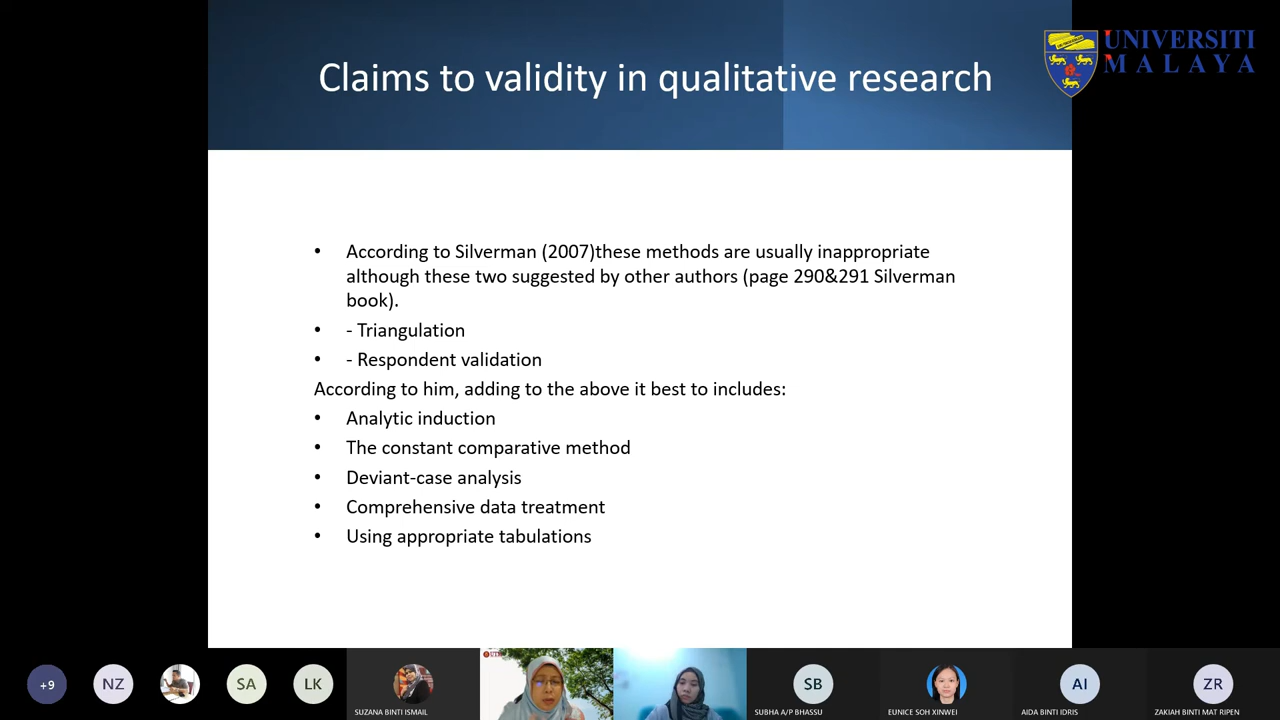 UNIVERSITI
MALAYA
Claims to validity in qualitative research
• According to Silverman (2007)these methods are usually inappropriate
although these two suggested by other authors (page 290&291 Silverman
book).
• - Triangulation
• - Respondent validation
According to him, adding to the above it best to includes:
• Analytic induction
• The constant comparative method
• Deviant-case analysis
• Comprehensive data treatment
• Using appropriate tabulations
+9
NZ
SA
LK
SUZANA BINTI ISMAIL
SB
SUBHA A/P BHASSU
EUNICE SOH XINWEI
AI
AIDA BINTI IDRIS
ZR
ZAKIAH BINTI MAT RIPEN